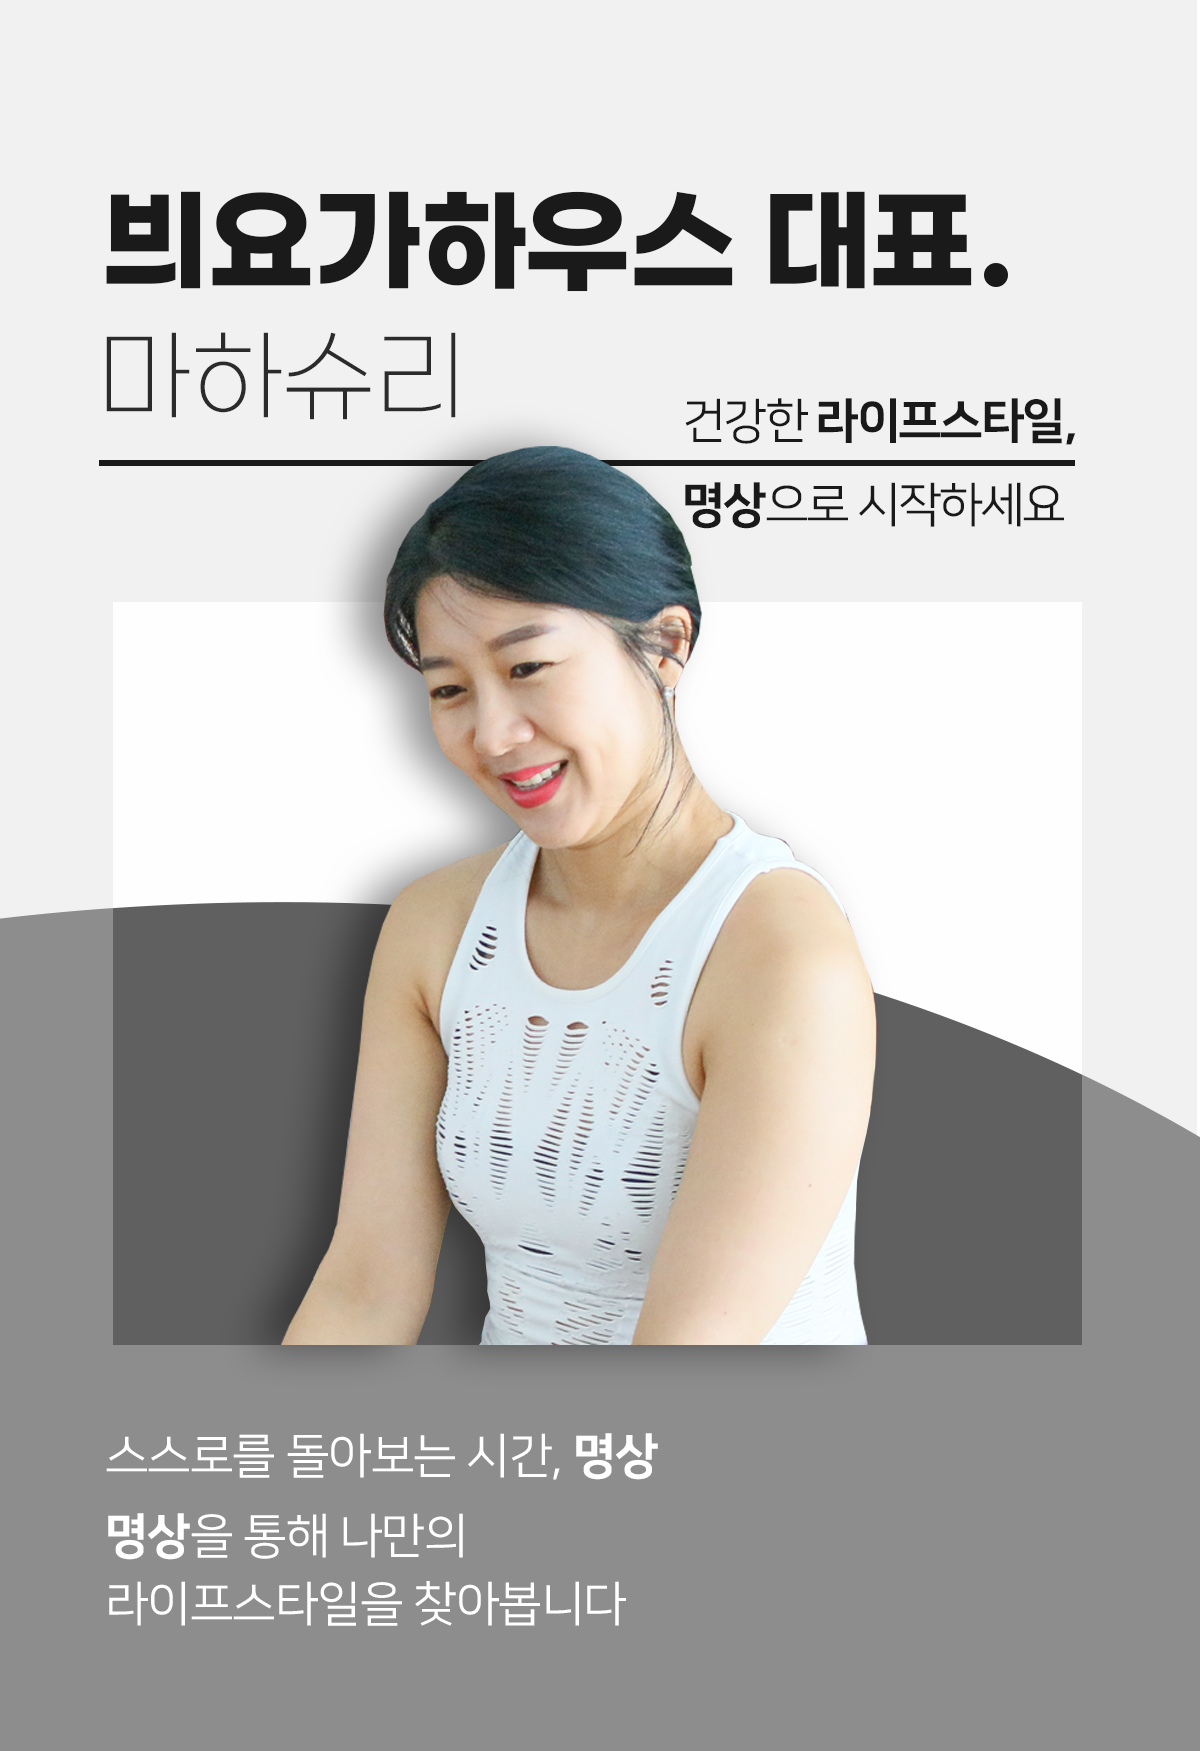 븨요가하우스 대표.
마하슈리
건강한 라이프스타일,
명상으로 시작하세요
스스로를 돌아보는 시간, 명상
명상을 통해 나만의
라이프스타일을 찾아봅니다